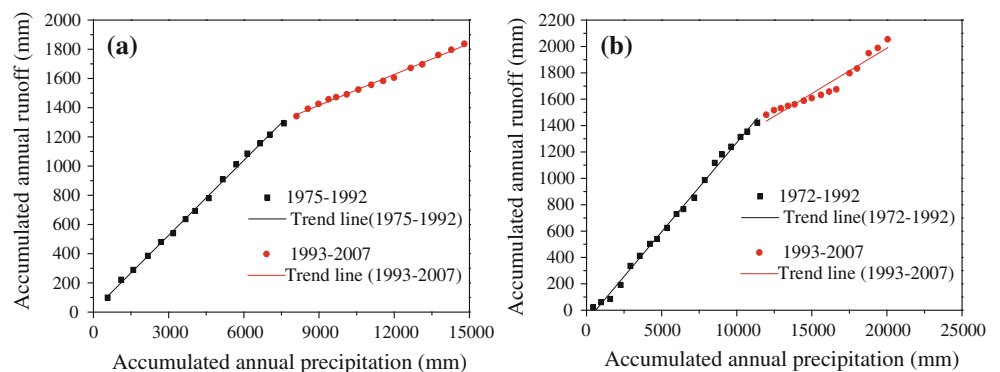 (a)
Accumulated annual runoff (mm)
2000
1800
1600
1400
1200
1000
800
600
400
200
0
0 3000 6000 9000 12000 15000
Accumulated annual precipitation (mm)
1975-1992
Trend line(1975-1992)
1993-2007
Trend line (1993-2007)
(b)
Accumulated annual runoff (mm)
2200
2000
1800
1600
1400
1200
1000
800
600
400
200
0
0 5000 10000 15000 20000 25000
Accumulated annual precipitation (mm)
1972-1992
Trend line(1972-1992)
1993-2007
Trend line (1993-2007)